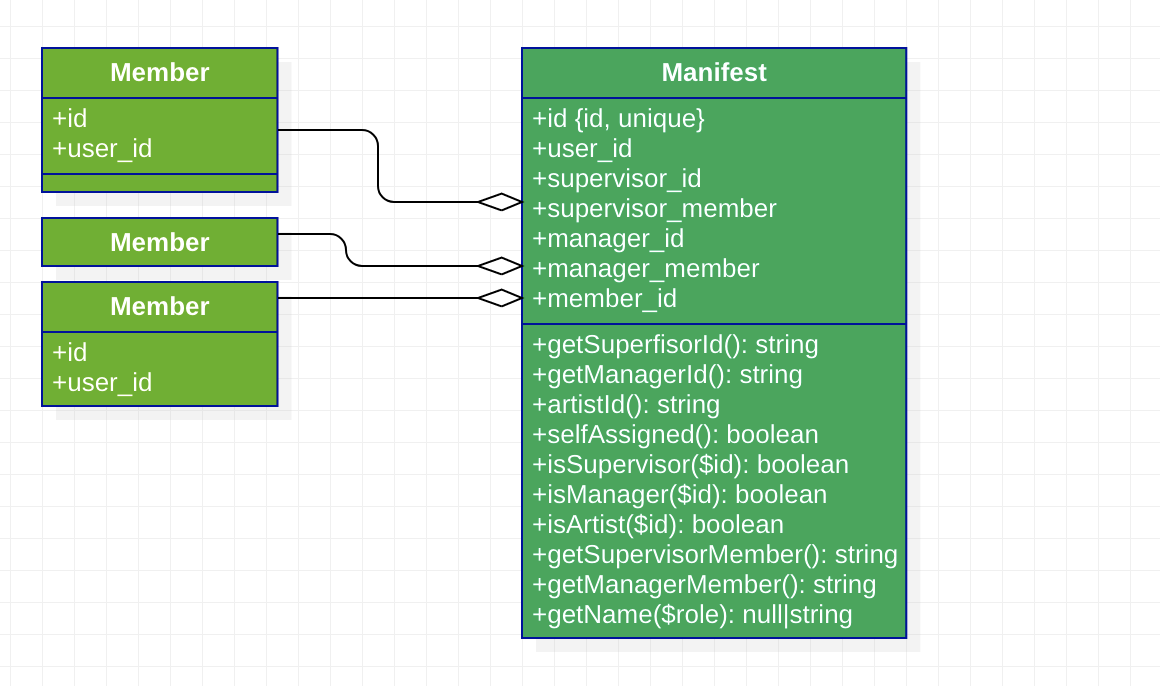 Member
+id
+user_id
Member
Member
+id
+user_id
Manifest
+id {id, unique}
+user_id
+supervisor_id
+supervisor_member
+manager_id
+manager_member
+member_id
+getSuperfisorId(): string
+getManagerId(): string
+artistId(): string
+selfAssigned(): boolean
+isSupervisor($id): boolean
+isManager($id): boolean
+isArtist($id): boolean
+getSupervisorMember(): string
+getManagerMember(): string
+getName($role): null|string